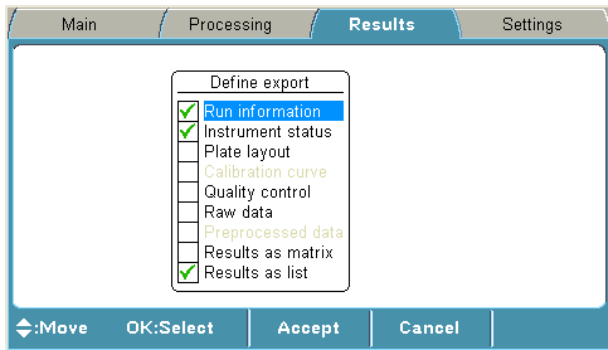 Main Processing Results Settings
Define export
Run information
Instrument status
Plate layout
Calibration curve
Quality control
Raw data
Preprocessed data
Results as matrix
Results as list
:Move OK:Select Accept Cancel